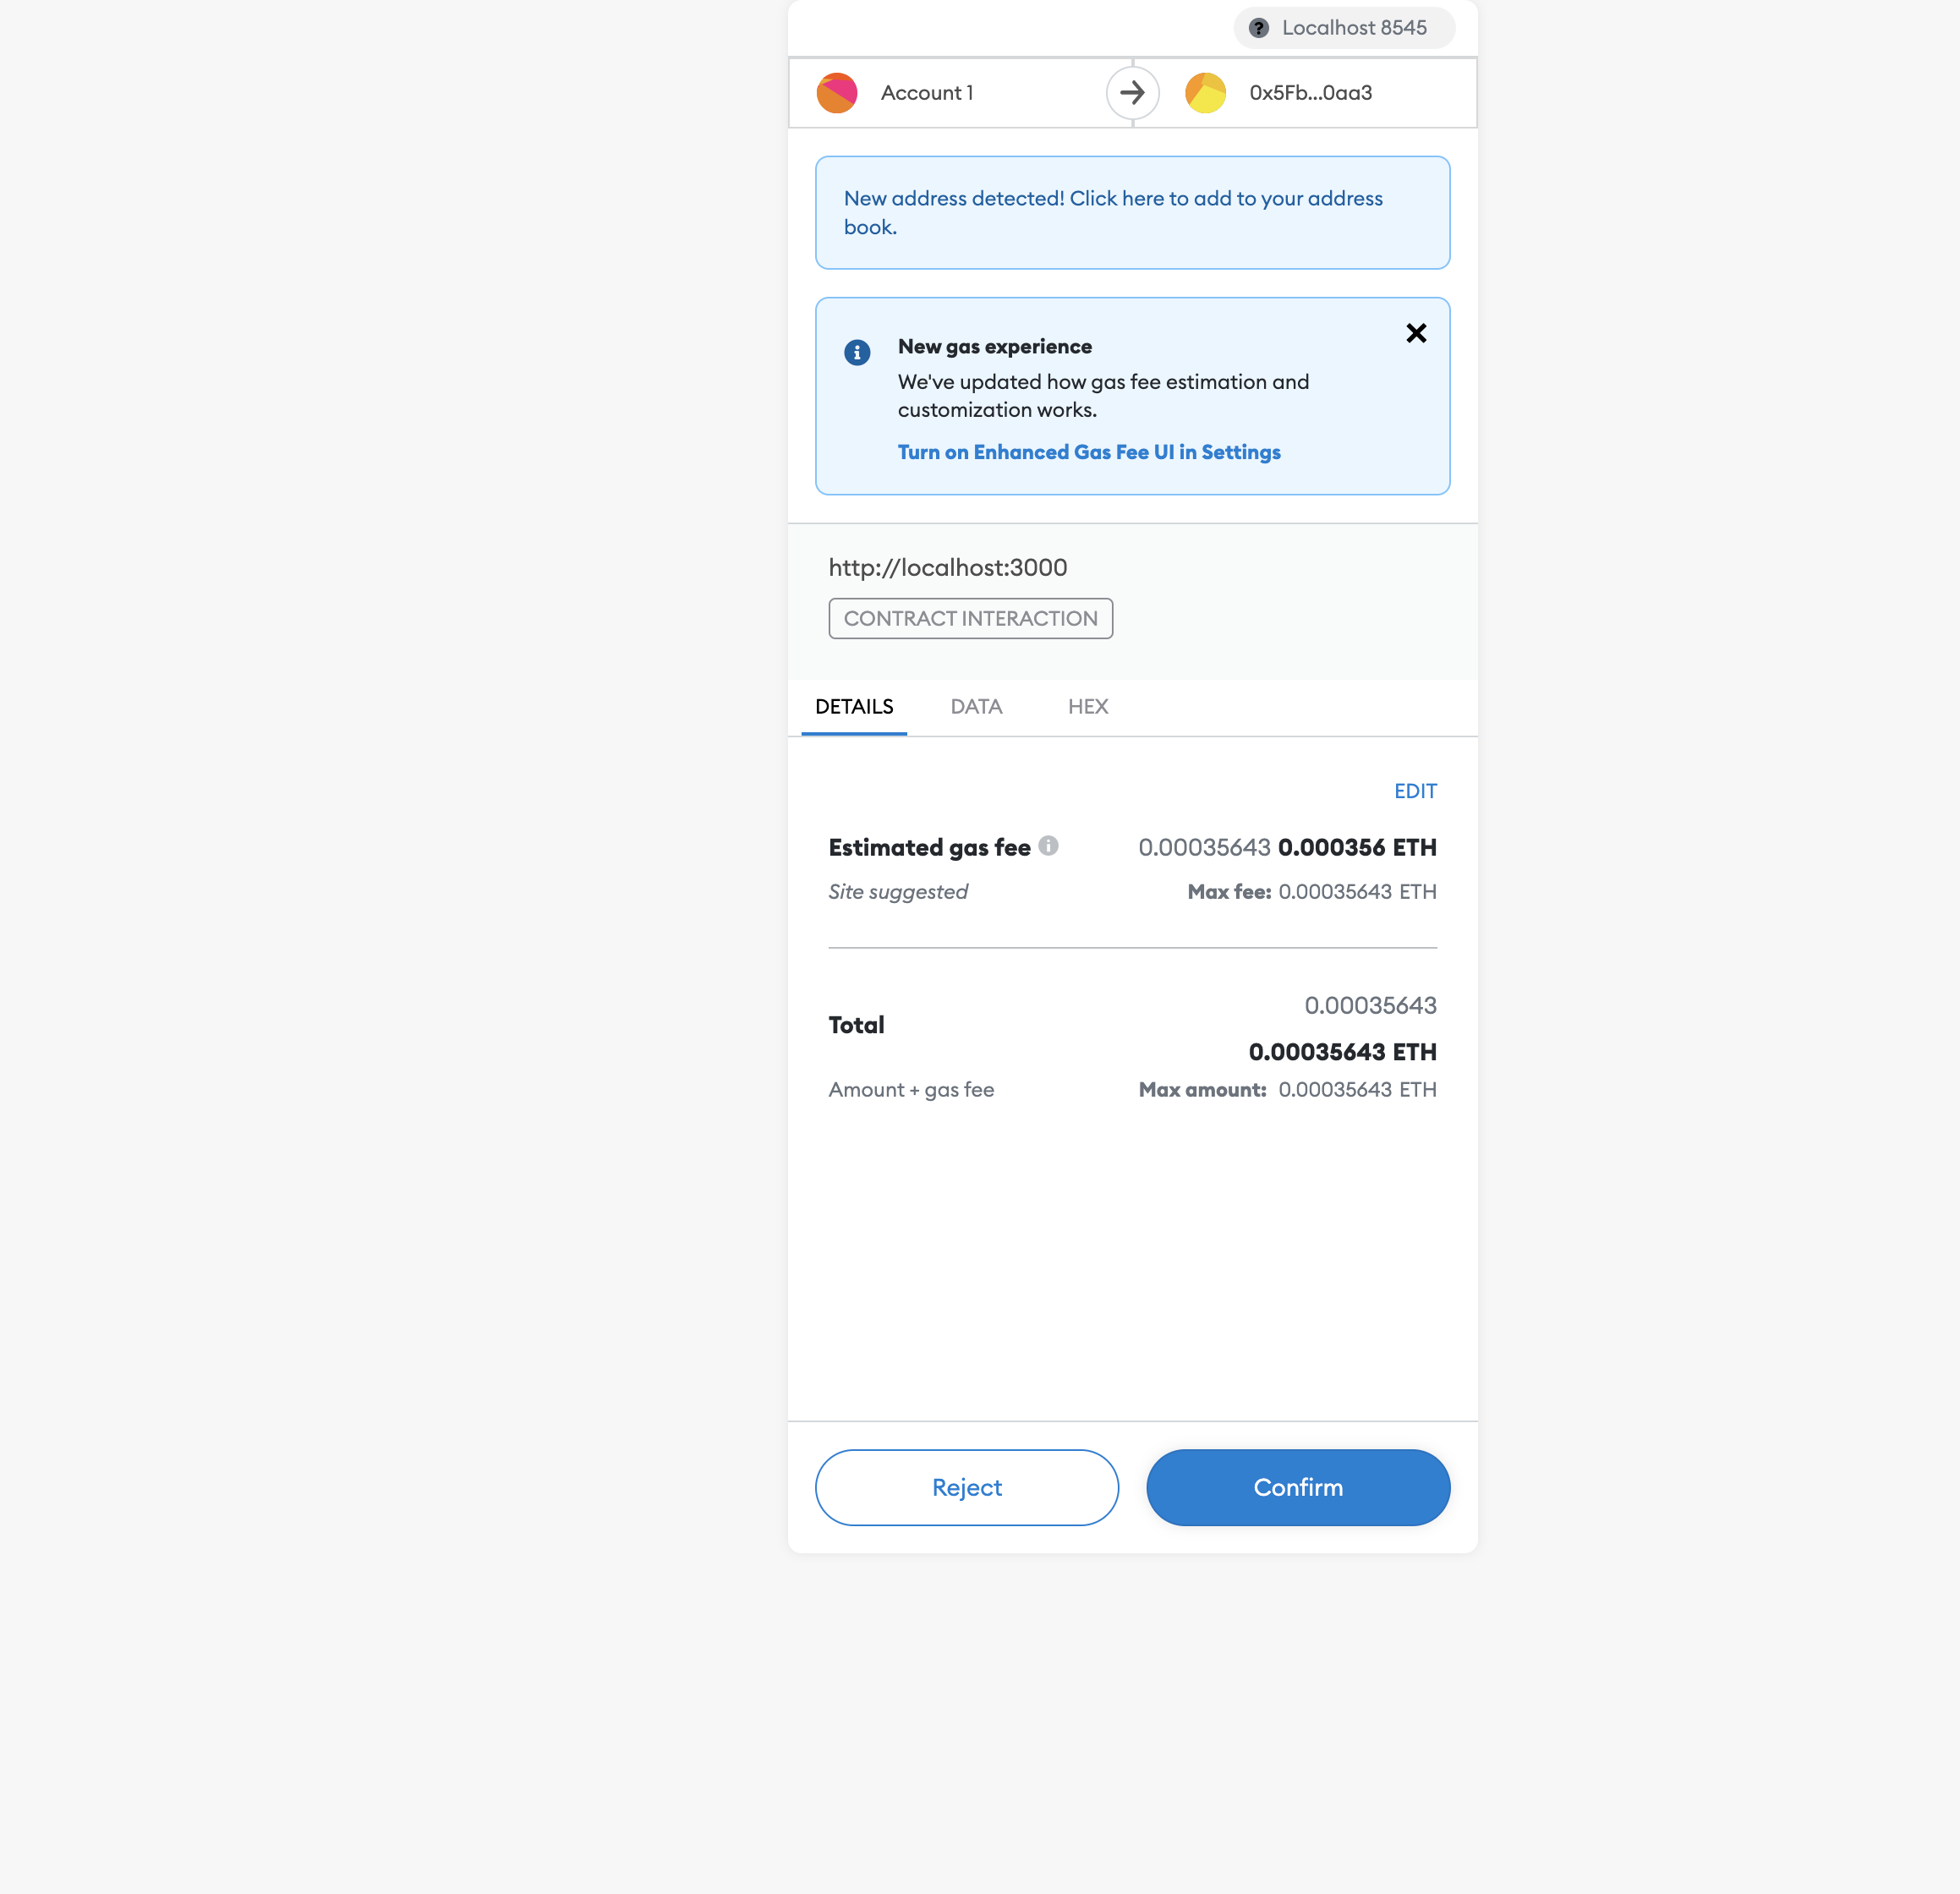 Localhost 8545
Account 1
0x5Fb...0aa3
New address detected! Click here to add to your address
book.
New gas experience
We've updated how gas fee estimation and
customization works.
Turn on Enhanced Gas Fee UI in Settings
http://localhost:3000
CONTRACT INTERACTION
DETAILS DATA HEX
EDIT
Estimated gas fee 0.00035643 0.000356 ETH
Site suggested Max fee: 0.00035643 ETH
0.00035643
Total
0.00035643 ETH
Amount + gas fee Max amount: 0.00035643 ETH
Reject Confirm